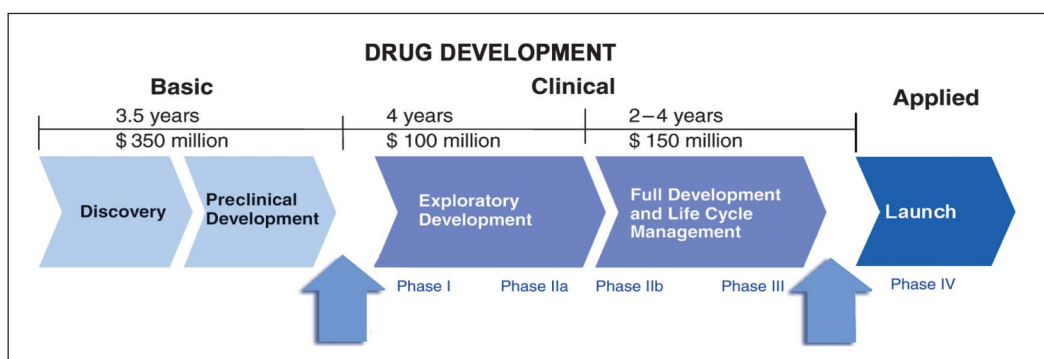 DRUG DEVELOPMENT
Basic
Clinical
Applied
3.5 years
4 years
2–4 years
$ 350 million
$ 100 million
$ 150 million
Discovery
Preclinical
Development
Exploratory
Development
Full Development
and Life Cycle
Management
Launch
Phase I
Phase IIa
Phase IIb
Phase III
Phase IV